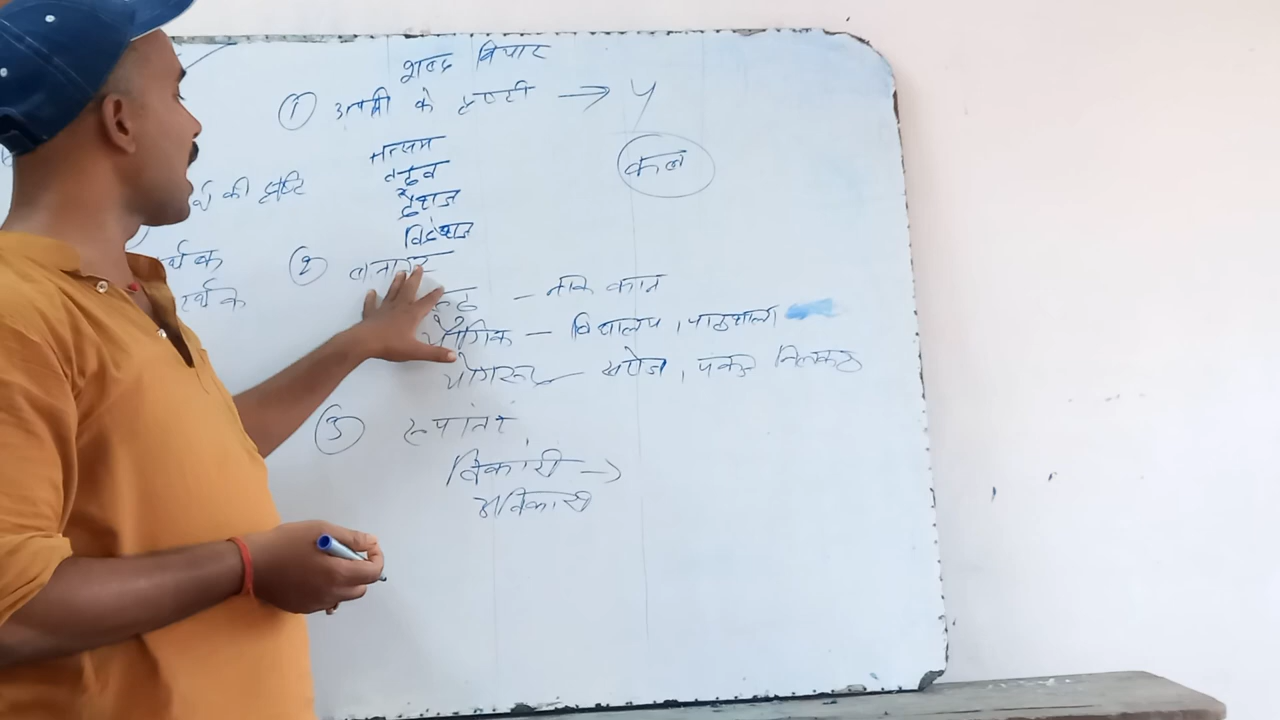 शब्द विचार
① उत्पत्ती के दृष्टी → 4
तत्सम
तद्भव
देशज
विदेशज
कल
की दृष्टि
र्थक
र्थक
② बनावट
रूढ़ – नाक कान
यौगिक – विद्यालय, पाठशाला
योगरूढ़ – सरोज, पंकज निलकंठ
③ रूपांतर
विकारी →
अविकारी